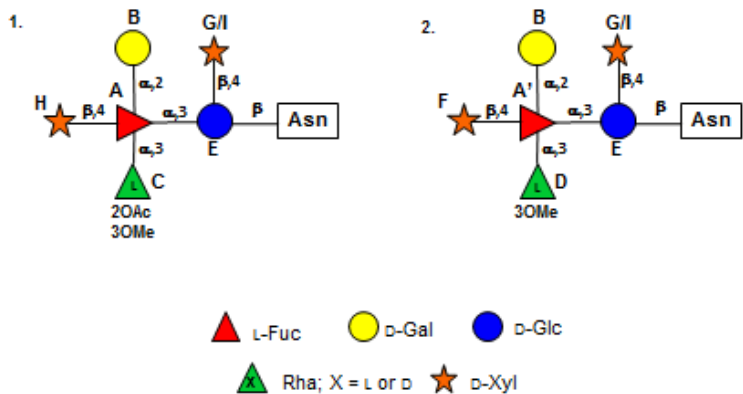 1.
B
G/I
α,2
β,4
H
A
β,4
α,3
β
Asn
E
α,3
L
C
2OAc
3OMe
2.
B
G/I
α,2
β,4
F
A'
β,4
α,3
β
Asn
E
α,3
L
D
3OMe
L-Fuc
D-Gal
D-Glc
X
Rha; X = L or D
D-Xyl